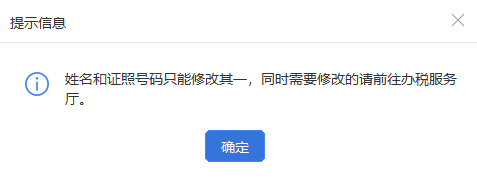 提示信息
姓名和证照号码只能修改其一，同时需要修改的请前往办税服务
厅。
确定